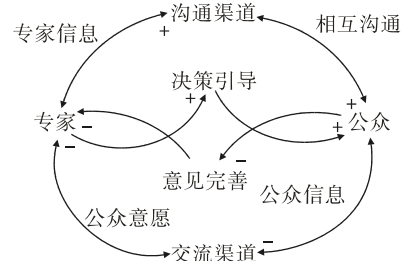 沟通渠道
专家信息
相互沟通
+
决策引导
+
+
专家
-
+
公众
-
-
意见完善
公众信息
公众意愿
-
交流渠道